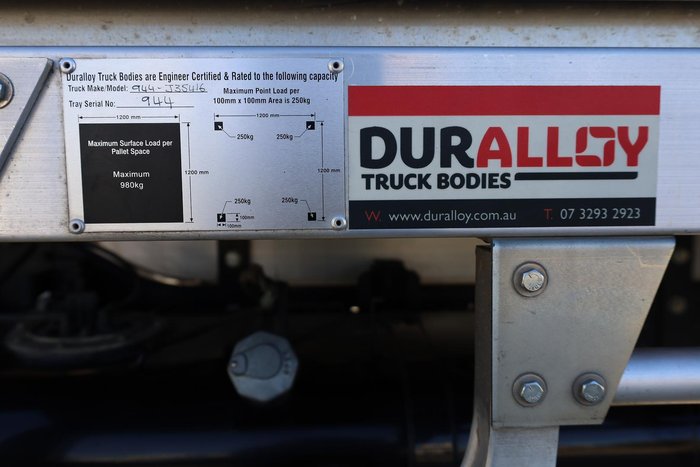 Duralloy Truck Bodies are Engineer Certified & Rated to the following capacity
Truck Make/Model: 944-J35416
Tray Serial No: 944
Maximum Point Load per
100mm x 100mm Area is 250kg
1200 mm
Maximum Surface Load per
Pallet Space
Maximum
980kg
1200 mm
1200 mm
250kg
250kg
1200 mm
250kg
250kg
100mm
100mm
DURALLOY
TRUCK BODIES
W. www.duralloy.com.au T. 07 3293 2923